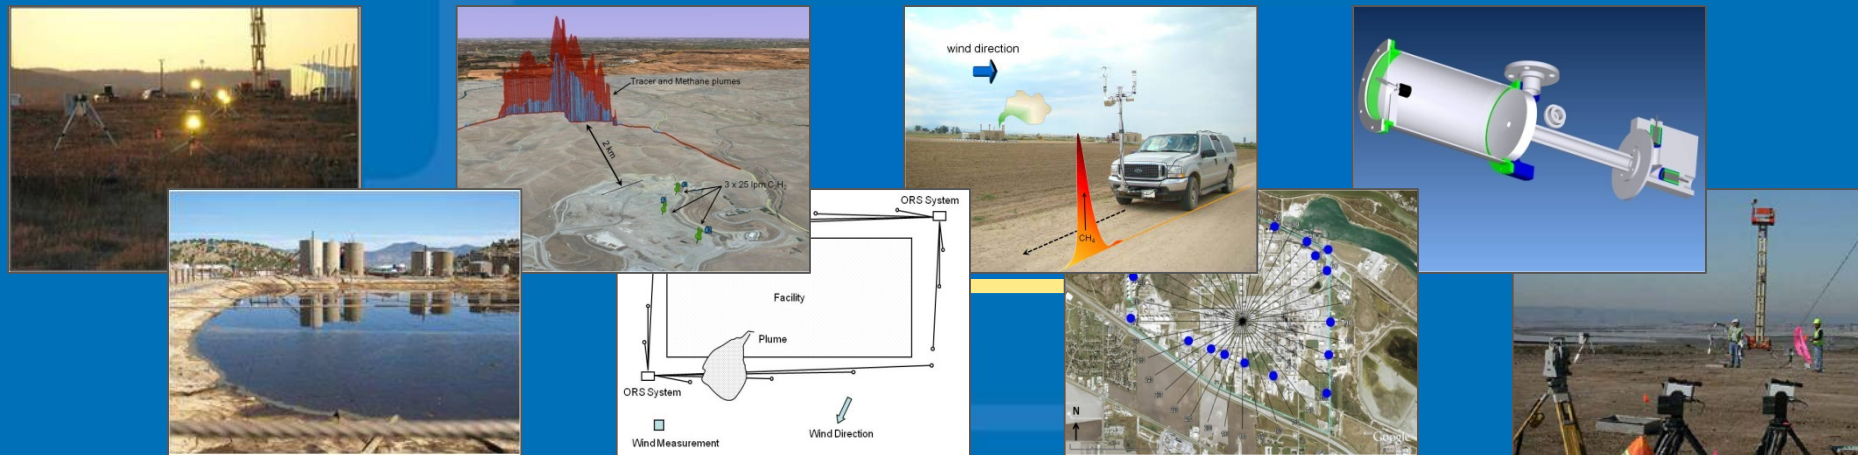 Tracer and Methane plumes
2 km
3 x 25 lpm C₂H₂
wind direction
CH₄
ORS System
Facility
Plume
ORS System
Wind Measurement
Wind Direction
N
Google